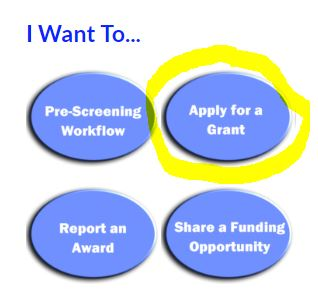 I Want To...
Pre-Screening
Workflow
Apply for a
Grant
Report an
Award
Share a Funding
Opportunity